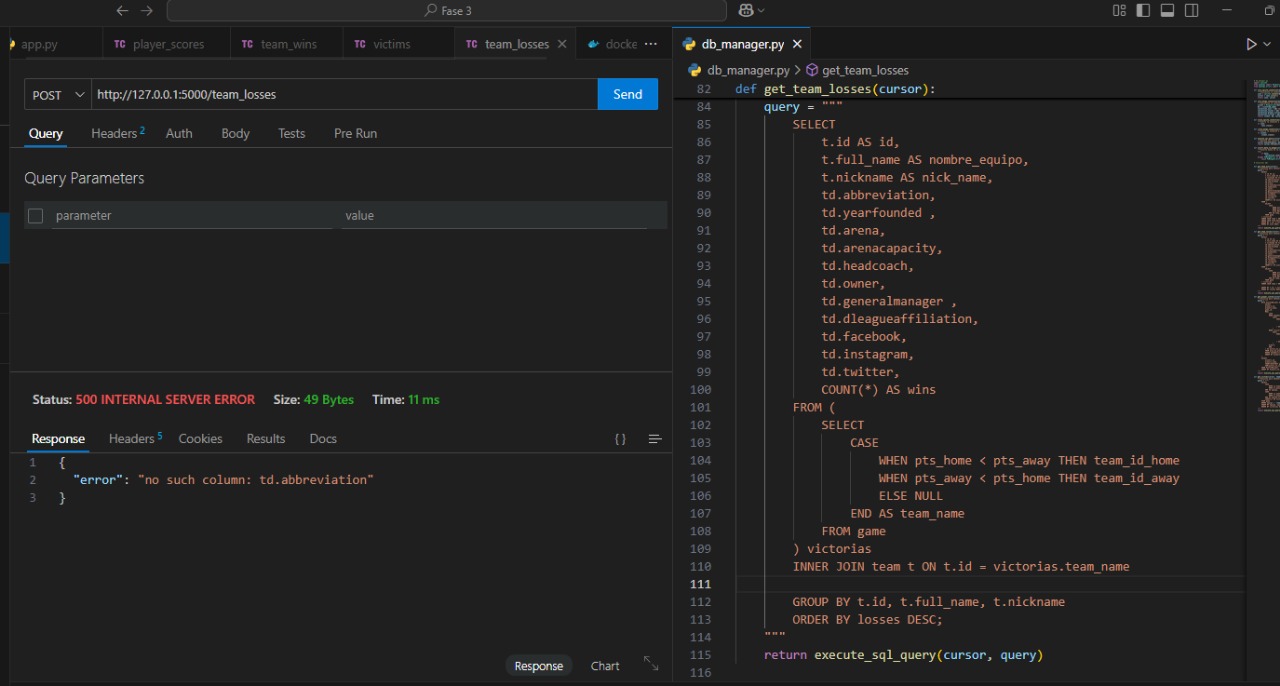 Fase 3
app.py
TC player_scores
TC team_wins
TC victims
TC team_losses
docke
POST
http://127.0.0.1:5000/team_losses
Send
Query
Headers 2
Auth
Body
Tests
Pre Run
Query Parameters
parameter
value
Status: 500 INTERNAL SERVER ERROR
Size: 49 Bytes
Time: 11 ms
Response
Headers 5
Cookies
Results
Docs
{ }
1 {
2 "error": "no such column: td.abbreviation"
3 }
Response
Chart
db_manager.py
db_manager.py > get_team_losses
82 def get_team_losses(cursor):
84 query = """
85 SELECT
86 t.id AS id,
87 t.full_name AS nombre_equipo,
88 t.nickname AS nick_name,
89 td.abbreviation,
90 td.yearfounded ,
91 td.arena,
92 td.arenacapacity,
93 td.headcoach,
94 td.owner,
95 td.generalmanager ,
96 td.dleagueaffiliation,
97 td.facebook,
98 td.instagram,
99 td.twitter,
100 COUNT(*) AS wins
101 FROM (
102 SELECT
103 CASE
104 WHEN pts_home < pts_away THEN team_id_home
105 WHEN pts_away < pts_home THEN team_id_away
106 ELSE NULL
107 END AS team_name
108 FROM game
109 ) victorias
110 INNER JOIN team t ON t.id = victorias.team_name
111
112 GROUP BY t.id, t.full_name, t.nickname
113 ORDER BY losses DESC;
114 """
115 return execute_sql_query(cursor, query)
116